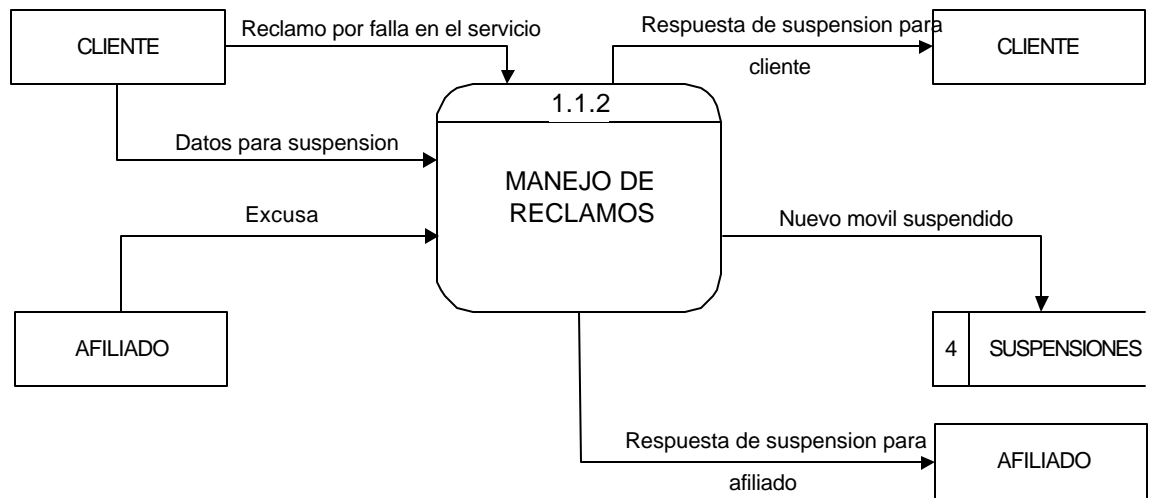 CLIENTE
Reclamo por falla en el servicio
Respuesta de suspension para
cliente
CLIENTE
1.1.2
Datos para suspension
MANEJO DE
RECLAMOS
Excusa
Nuevo movil suspendido
AFILIADO
4 SUSPENSIONES
Respuesta de suspension para
afiliado
AFILIADO